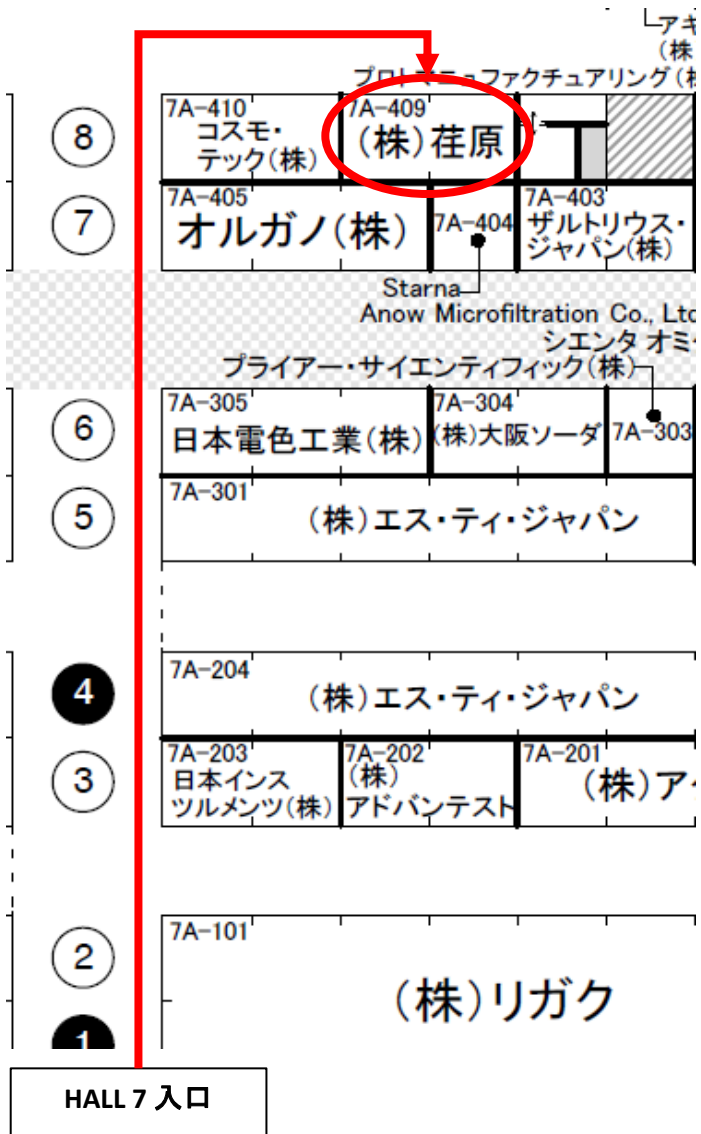 アキ
(株
プロトマニュファクチュアリング(株
8
7A-410
コスモ・
テック(株)
7A-409
(株)荏原
7
7A-405
オルガノ(株)
7A-404
7A-403
ザルトリウス・
ジャパン(株)
Starna
Anow Microfiltration Co., Ltd
シエンタ オミ
プライアー・サイエンティフィック(株)
6
7A-305
日本電色工業(株)
7A-304
(株)大阪ソーダ
7A-303
5
7A-301
(株)エス・ティ・ジャパン
4
7A-204
(株)エス・ティ・ジャパン
3
7A-203
日本インス
ツルメンツ(株)
7A-202
(株)
アドバンテスト
7A-201
(株)ア
2
7A-101
(株)リガク
1
HALL 7 入口